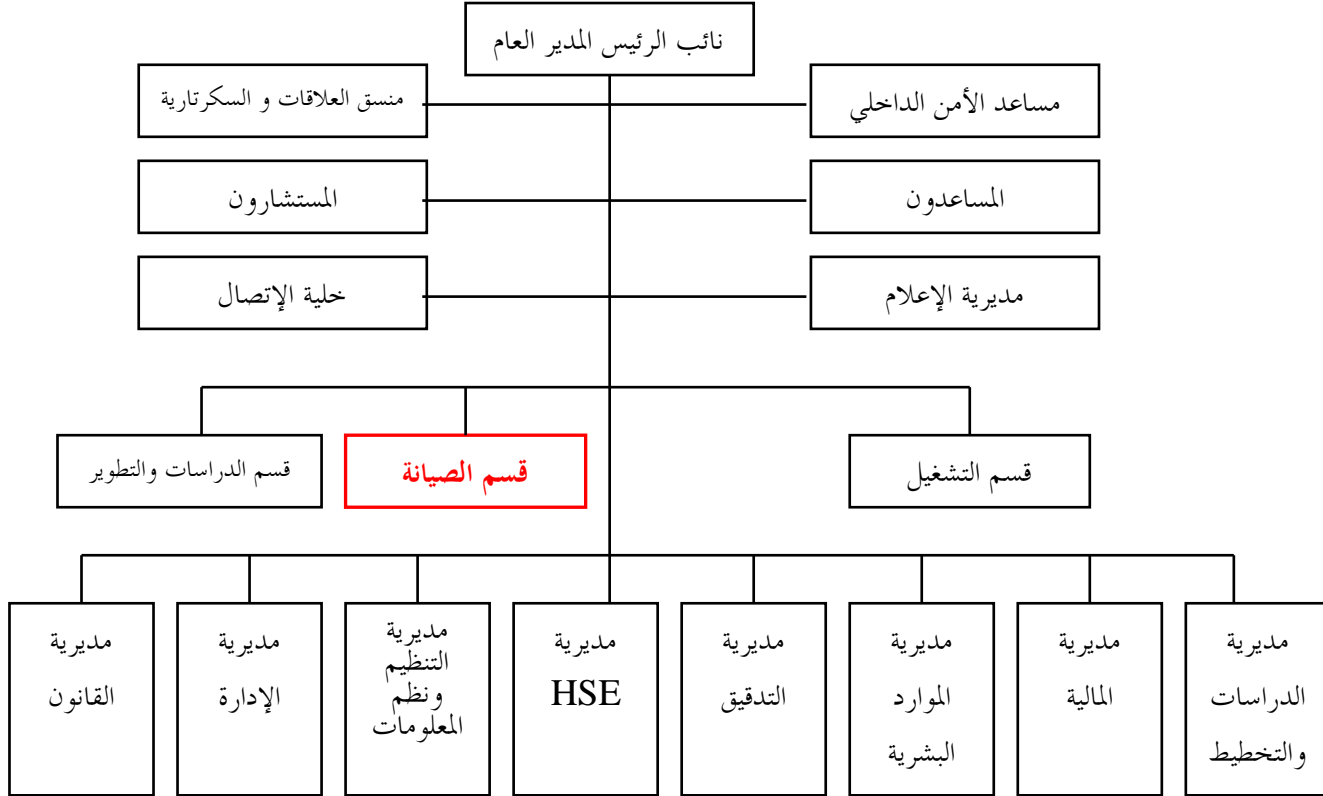 نائب الرئيس المدير العام
مساعد الأمن الداخلي
منسق العلاقات و السكرتارية
المساعدون
المستشارون
مديرية الإعلام
خلية الإتصال
قسم التشغيل
قسم الصيانة
قسم الدراسات والتطوير
مديرية
الدراسات
والتخطيط
مديرية
المالية
مديرية
الموارد
البشرية
مديرية
التدقيق
مديرية
HSE
مديرية
التنظيم
ونظم
المعلومات
مديرية
الإدارة
مديرية
القانون